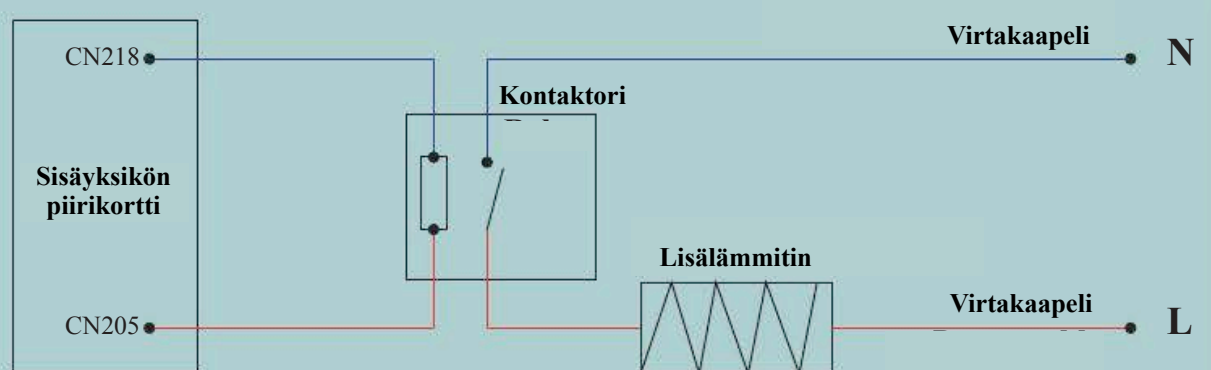 CN218
Virtakaapeli
N
Kontaktori
Sisäyksikön
piirikortti
Lisälämmitin
CN205
Virtakaapeli
L